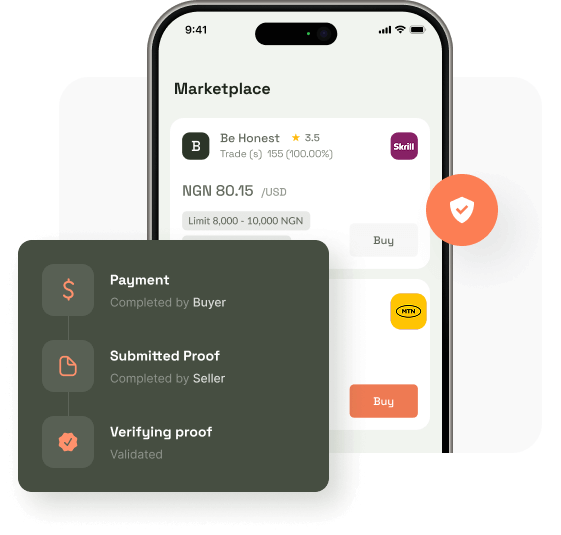 9:41
Marketplace
B
Be Honest ★ 3.5
Trade (s) 155 (100.00%)
Skrill
NGN 80.15 /USD
Limit 8,000 - 10,000 NGN
Buy
MTN
Buy
$
Payment
Completed by Buyer
Submitted Proof
Completed by Seller
Verifying proof
Validated